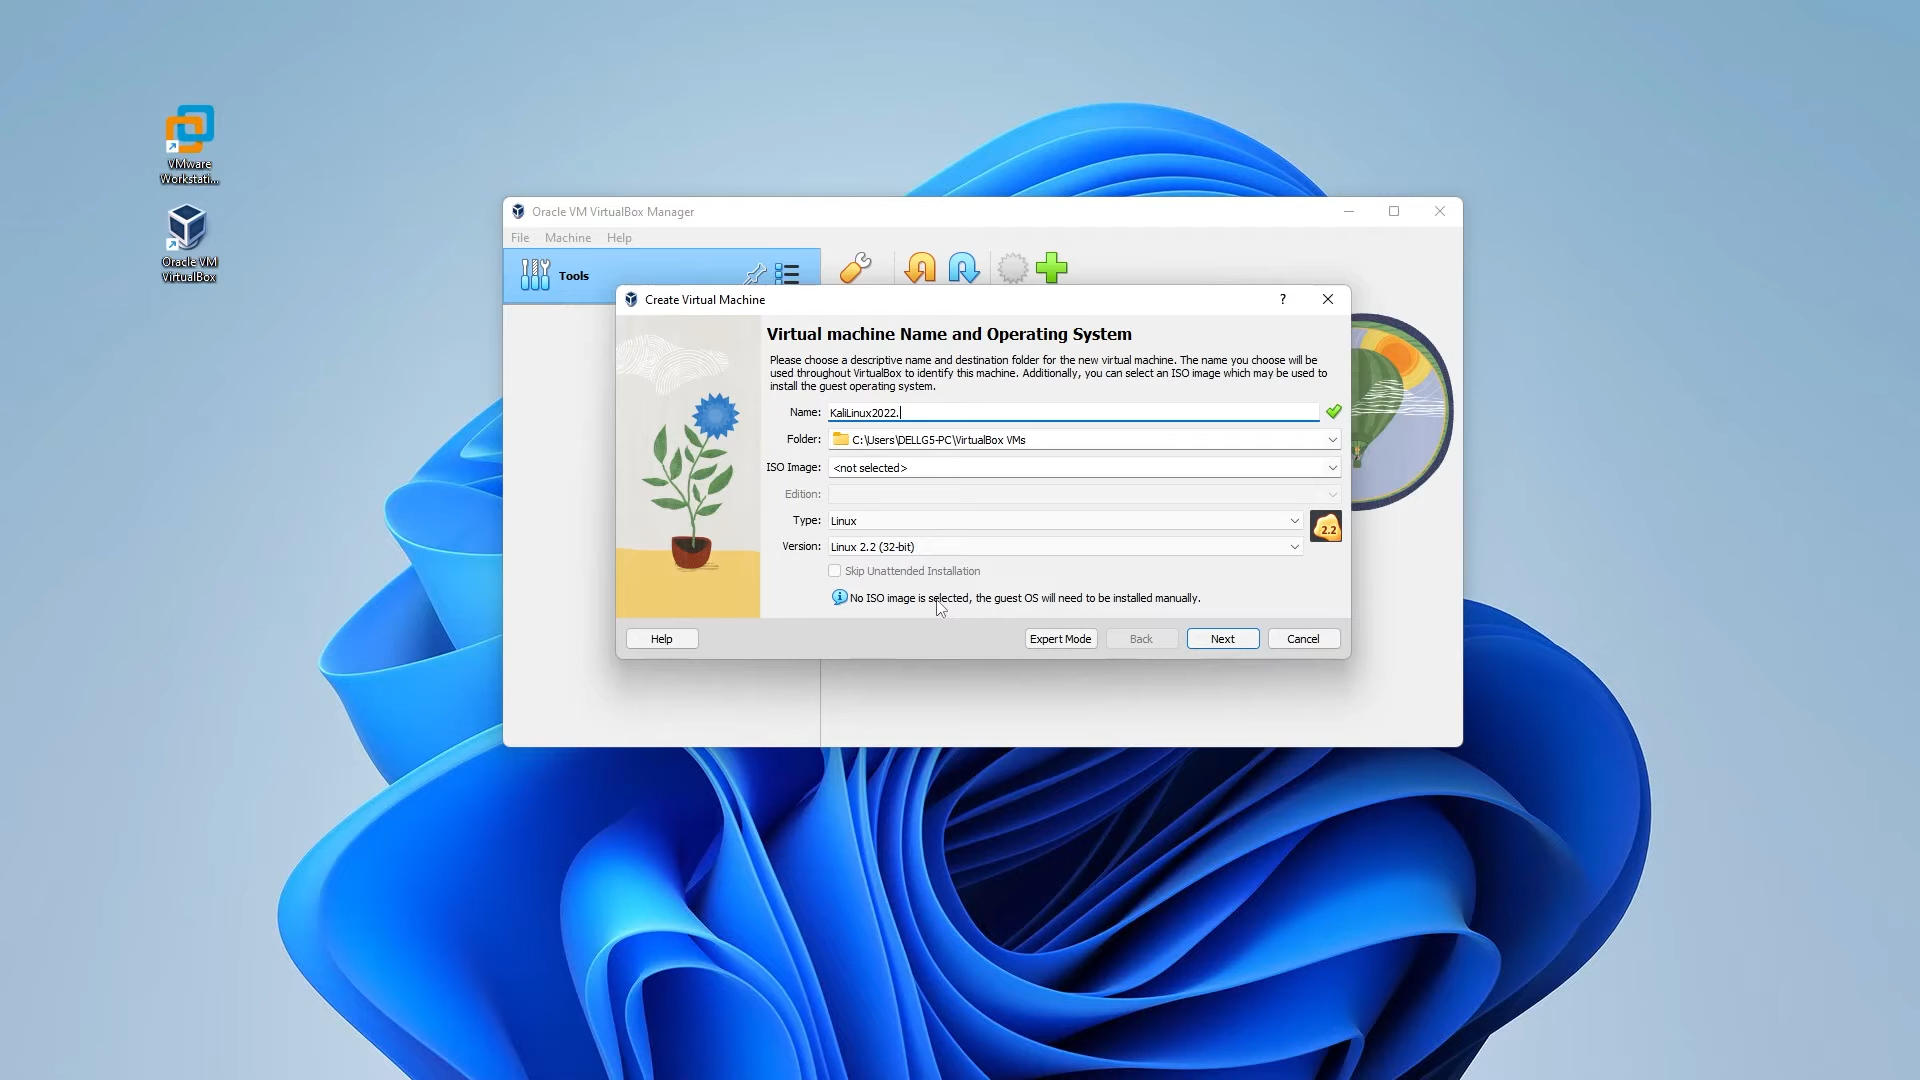 VMware
Workstati...
Oracle VM
VirtualBox
Oracle VM VirtualBox Manager
File Machine Help
Tools
Create Virtual Machine
?
Virtual machine Name and Operating System
Please choose a descriptive name and destination folder for the new virtual machine. The name you choose will be
used throughout VirtualBox to identify this machine. Additionally, you can select an ISO image which may be used to
install the guest operating system.
Name: KaliLinux2022.
Folder: C:\Users\DELLG5-PC\VirtualBox VMs
ISO Image: <not selected>
Edition:
Type: Linux
2.2
Version: Linux 2.2 (32-bit)
Skip Unattended Installation
No ISO image is selected, the guest OS will need to be installed manually.
Help Expert Mode Back Next Cancel